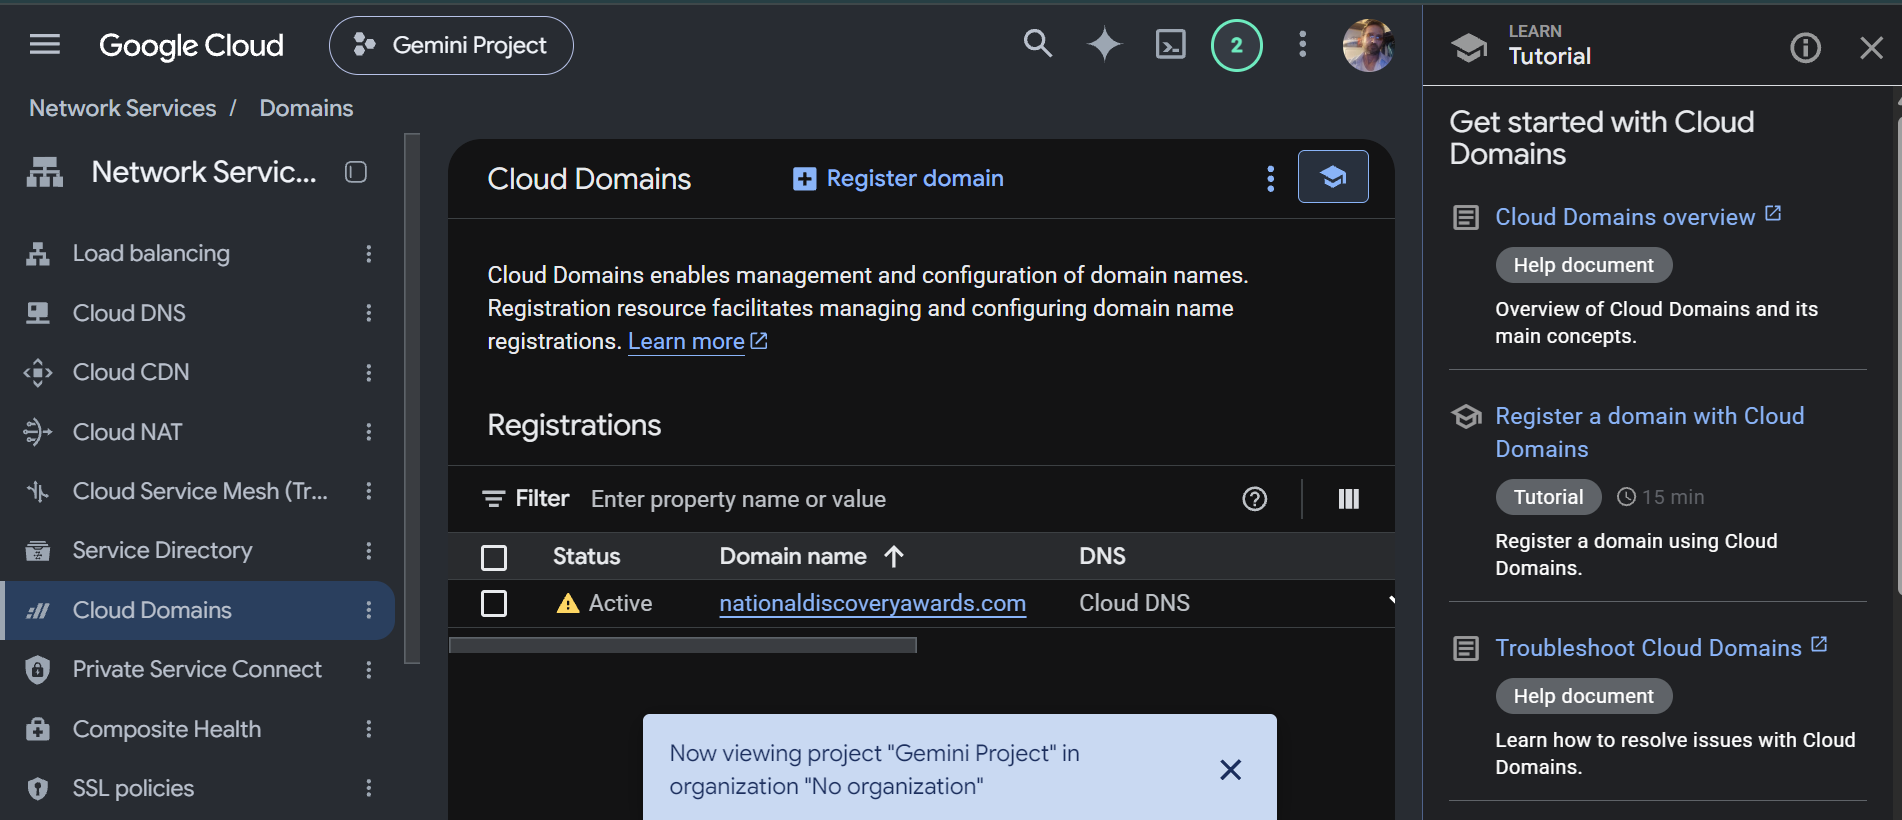 Google Cloud
Gemini Project
2
Network Services / Domains
Network Servic...
Load balancing
Cloud DNS
Cloud CDN
Cloud NAT
Cloud Service Mesh (Tr...
Service Directory
Cloud Domains
Private Service Connect
Composite Health
SSL policies
Cloud Domains
Register domain
Cloud Domains enables management and configuration of domain names.
Registration resource facilitates managing and configuring domain name
registrations. Learn more
Registrations
Filter Enter property name or value
Status Domain name DNS
Active nationaldiscoveryawards.com Cloud DNS
Now viewing project "Gemini Project" in
organization "No organization"
LEARN
Tutorial
Get started with Cloud
Domains
Cloud Domains overview
Help document
Overview of Cloud Domains and its
main concepts.
Register a domain with Cloud
Domains
Tutorial 15 min
Register a domain using Cloud
Domains.
Troubleshoot Cloud Domains
Help document
Learn how to resolve issues with Cloud
Domains.